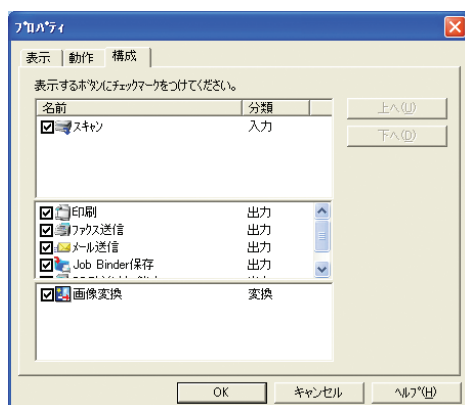 プロパティ
表示 動作 構成
表示するボタンにチェックマークをつけてください。
名前 分類
スキャン 入力
上へ(U)
下へ(D)
印刷 出力
ファクス送信 出力
メール送信 出力
Job Binder保存 出力
画像変換 変換
OK キャンセル ヘルプ(H)